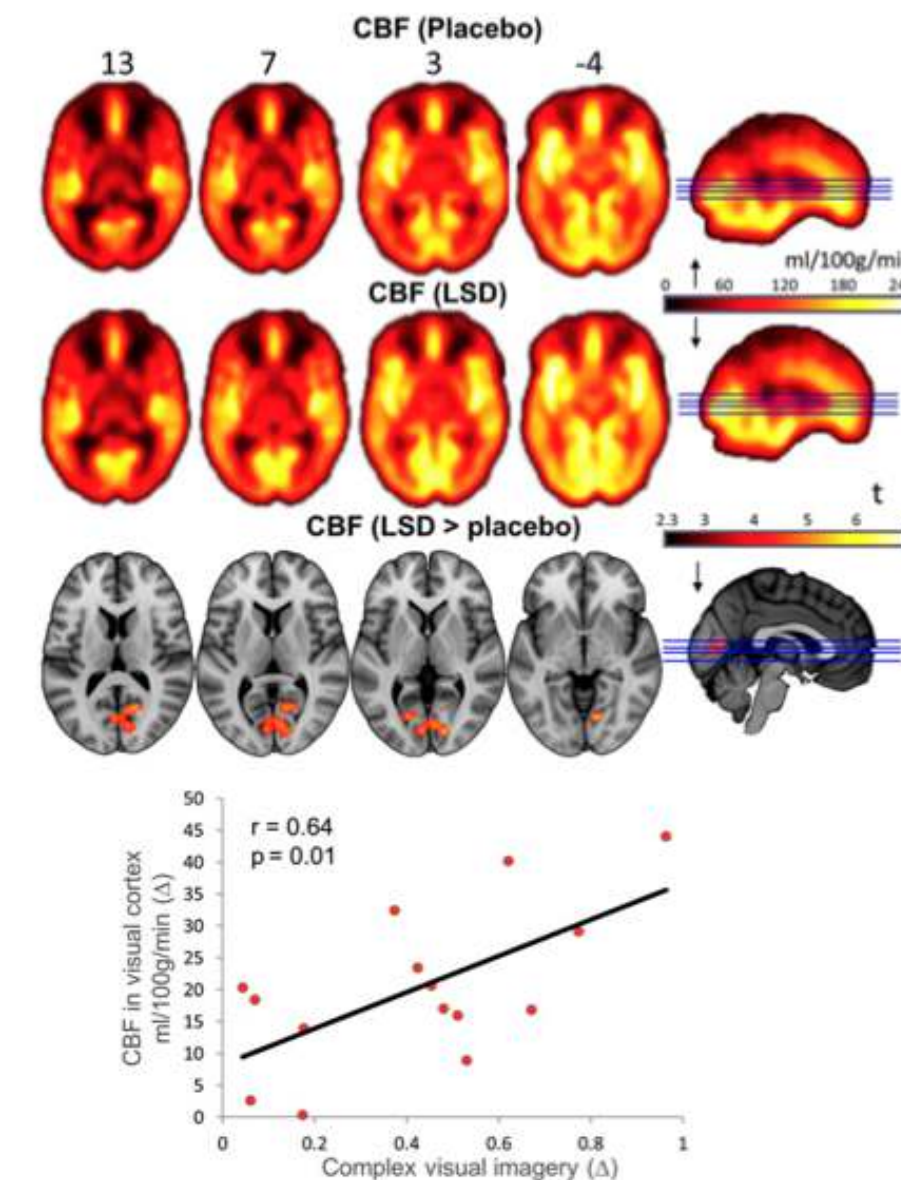 CBF (Placebo)
13 7 3 -4
ml/100g/mi
0 60 120 180 24
CBF (LSD)
t
2.3 3 4 5 6
CBF (LSD > placebo)
50
45
40
35
30
25
20
15
10
5
0
r = 0.64
p = 0.01
CBF in visual cortex
ml/100g/min (Δ)
0 0.2 0.4 0.6 0.8 1
Complex visual imagery (Δ)